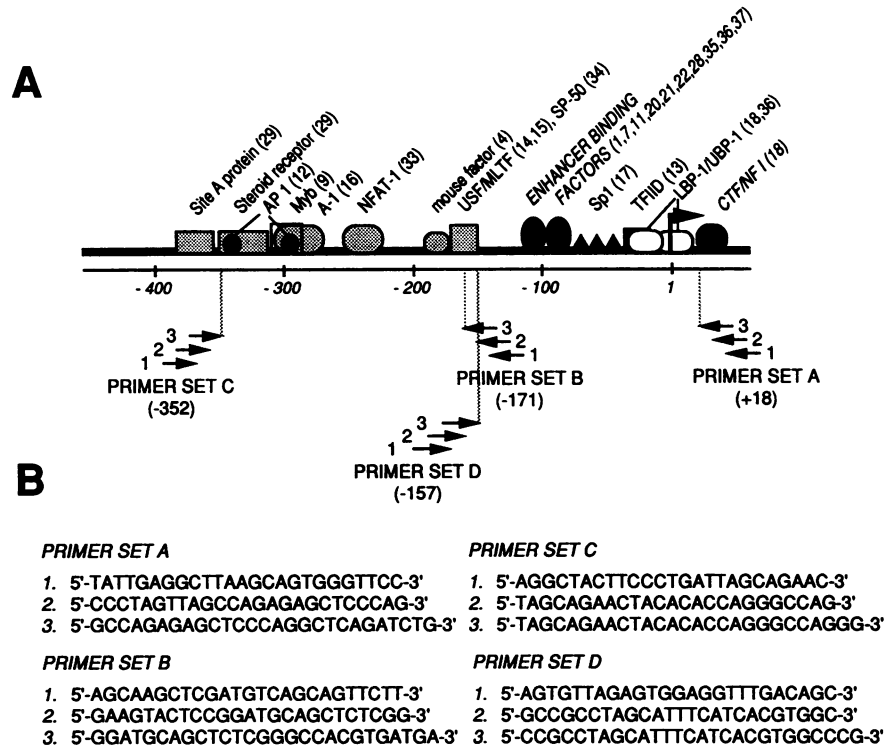 A
Site A protein (29)
Steroid receptor (29)
AP 1 (12)
Myb (9)
A-1 (16)
NFAT-1 (33)
mouse factor (4)
USF/MLTF (14,15), SP-50 (34)
ENHANCER BINDING
FACTORS (1,7,11,20,21,22,28,35,36,37)
Sp1 (17)
TFIID (13)
LBP-1/UBP-1 (18,36)
CTF/NF I (18)
- 400 - 300 - 200 - 100 1
3
2
1
PRIMER SET C
(-352)
3
2
1
PRIMER SET B
(-171)
3
2
1
PRIMER SET A
(+18)
3
2
1
PRIMER SET D
(-157)
B
PRIMER SET A
1. 5'-TATTGAGGCTTAAGCAGTGGGTTCC-3'
2. 5'-CCCTAGTTAGCCAGAGAGCTCCCAG-3'
3. 5'-GCCAGAGAGCTCCCAGGCTCAGATCTG-3'
PRIMER SET B
1. 5'-AGCAAGCTCGATGTCAGCAGTTCTT-3'
2. 5'-GAAGTACTCCGGATGCAGCTCTCGG-3'
3. 5'-GGATGCAGCTCTCGGGCCACGTGATGA-3'
PRIMER SET C
1. 5'-AGGCTACTTCCCTGATTAGCAGAAC-3'
2. 5'-TAGCAGAACTACACACCAGGGCCAG-3'
3. 5'-TAGCAGAACTACACACCAGGGCCAGGG-3'
PRIMER SET D
1. 5'-AGTGTTAGAGTGGAGGTTTGACAGC-3'
2. 5'-GCCGCCTAGCATTTCATCACGTGGC-3'
3. 5'-CCGCCTAGCATTTCATCACGTGGCCCG-3'